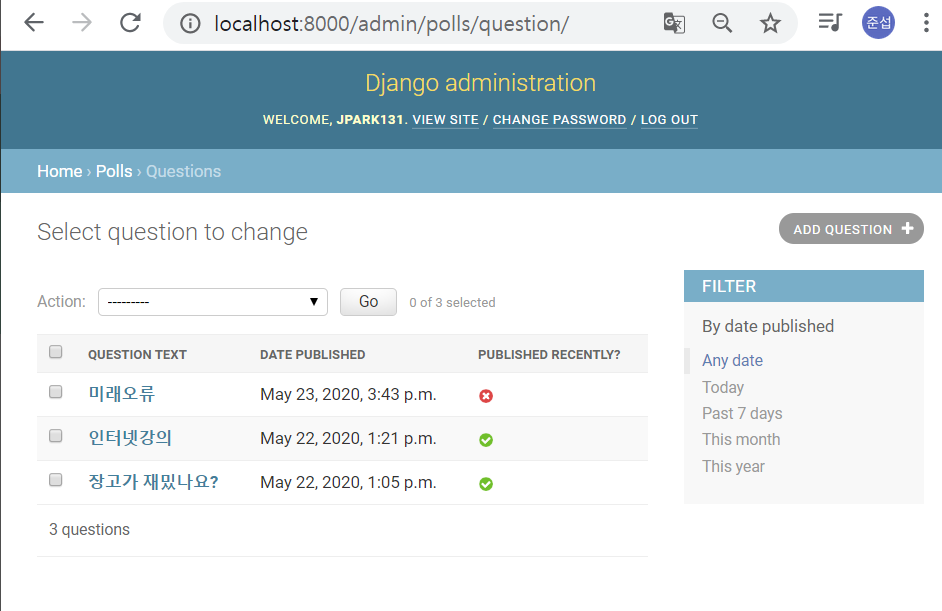 localhost:8000/admin/polls/question/
준섭
Django administration
WELCOME, JPARK131. VIEW SITE / CHANGE PASSWORD / LOG OUT
Home › Polls › Questions
Select question to change
ADD QUESTION +
Action: --------- Go 0 of 3 selected
QUESTION TEXT DATE PUBLISHED PUBLISHED RECENTLY?
미래오류 May 23, 2020, 3:43 p.m.
인터넷강의 May 22, 2020, 1:21 p.m.
장고가 재밌나요? May 22, 2020, 1:05 p.m.
3 questions
FILTER
By date published
Any date
Today
Past 7 days
This month
This year